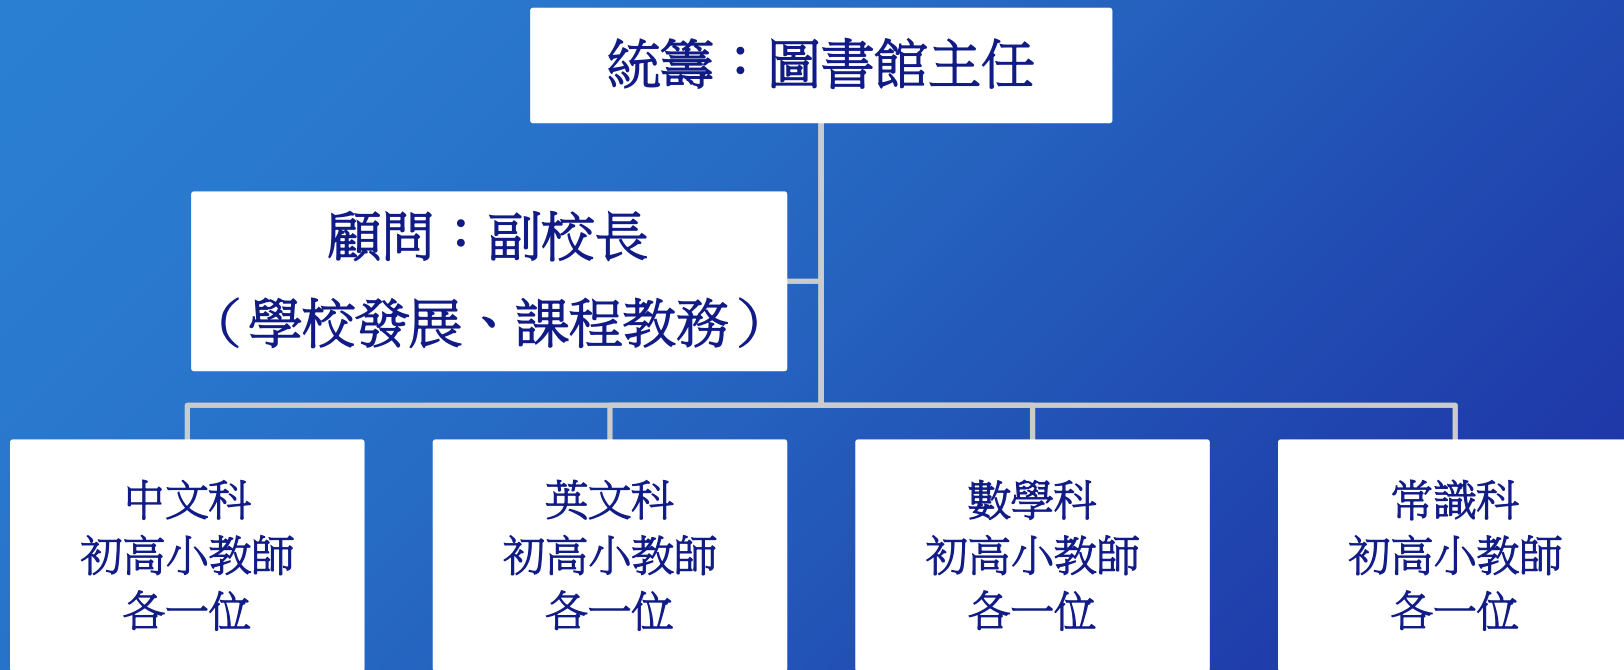 統籌：圖書館主任
顧問：副校長
（學校發展、課程教務）
中文科
初高小教師
各一位
英文科
初高小教師
各一位
數學科
初高小教師
各一位
常識科
初高小教師
各一位